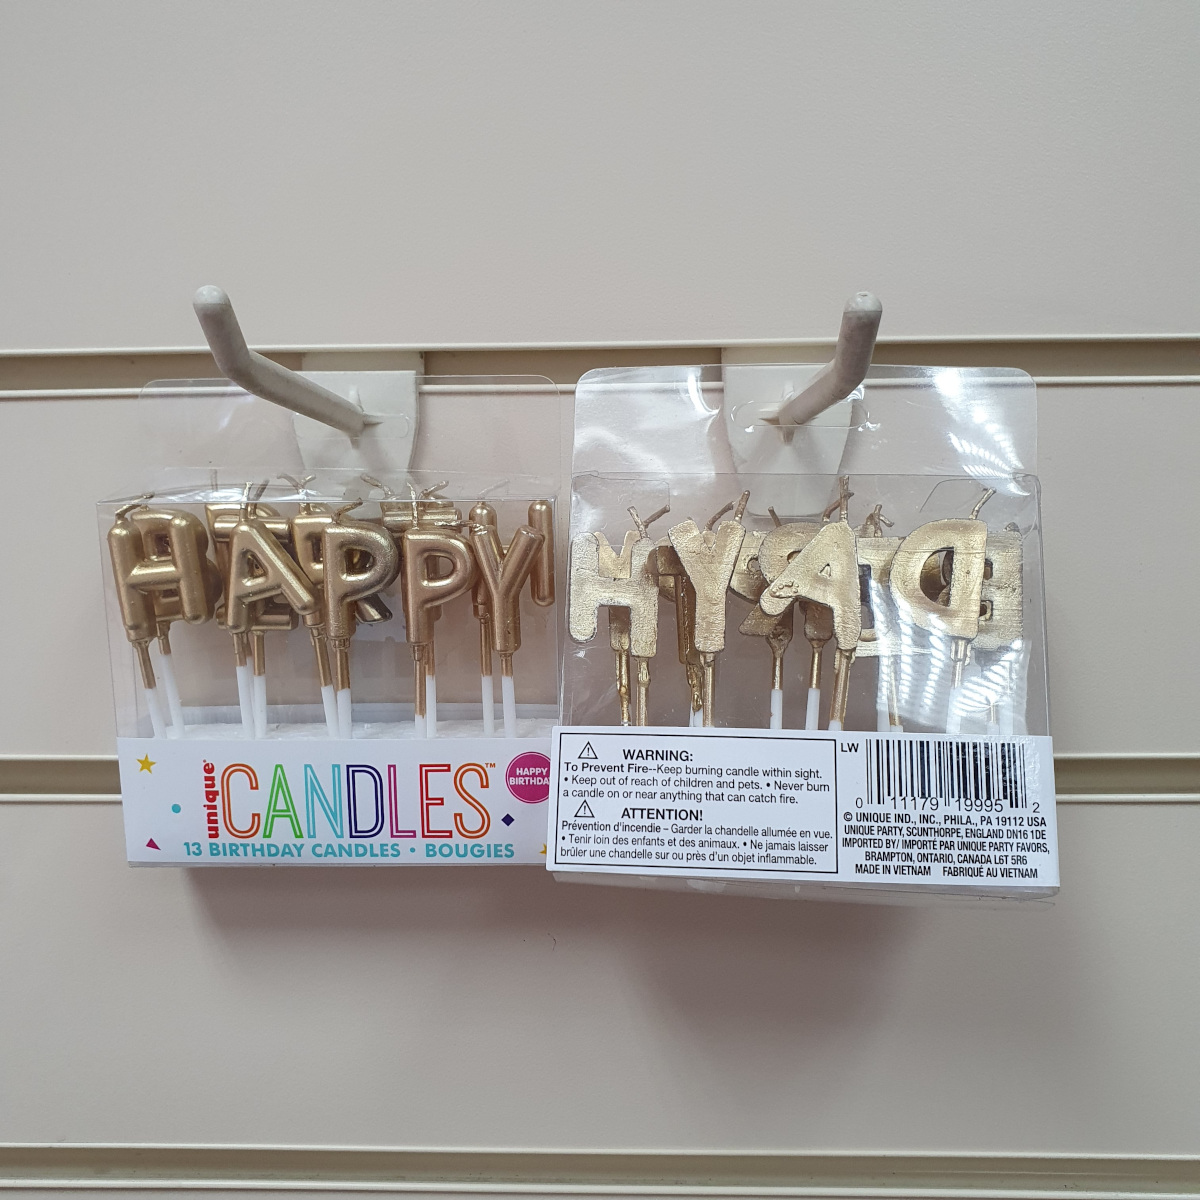 HAPPY
unique
CANDLES™
HAPPY
BIRTHDAY
13 BIRTHDAY CANDLES • BOUGIES
WARNING:
To Prevent Fire--Keep burning candle within sight.
• Keep out of reach of children and pets. • Never burn
a candle on or near anything that can catch fire.
ATTENTION!
Prévention d'incendie – Garder la chandelle allumée en vue.
• Tenir loin des enfants et des animaux. • Ne jamais laisser
brûler une chandelle sur ou près d'un objet inflammable.
LW
0 11179 19995 2
© UNIQUE IND., INC., PHILA., PA 19112 USA
UNIQUE PARTY, SCUNTHORPE, ENGLAND DN16 1DE
IMPORTED BY/ IMPORTÉ PAR UNIQUE PARTY FAVORS,
BRAMPTON, ONTARIO, CANADA L6T 5R6
MADE IN VIETNAM FABRIQUÉ AU VIETNAM